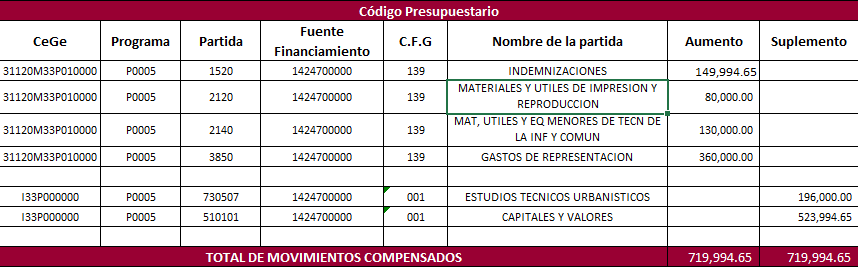 Código Presupuestario
CeGe Programa Partida Fuente Financiamiento C.F.G Nombre de la partida Aumento Suplemento
31120M33P010000 P0005 1520 1424700000 139 INDEMNIZACIONES 149,994.65
31120M33P010000 P0005 2120 1424700000 139 MATERIALES Y UTILES DE IMPRESION Y REPRODUCCION 80,000.00
31120M33P010000 P0005 2140 1424700000 139 MAT, UTILES Y EQ MENORES DE TECN DE LA INF Y COMUN 130,000.00
31120M33P010000 P0005 3850 1424700000 139 GASTOS DE REPRESENTACION 360,000.00
I33P000000 P0005 730507 1424700000 001 ESTUDIOS TECNICOS URBANISTICOS 196,000.00
I33P000000 P0005 510101 1424700000 001 CAPITALES Y VALORES 523,994.65
TOTAL DE MOVIMIENTOS COMPENSADOS 719,994.65 719,994.65